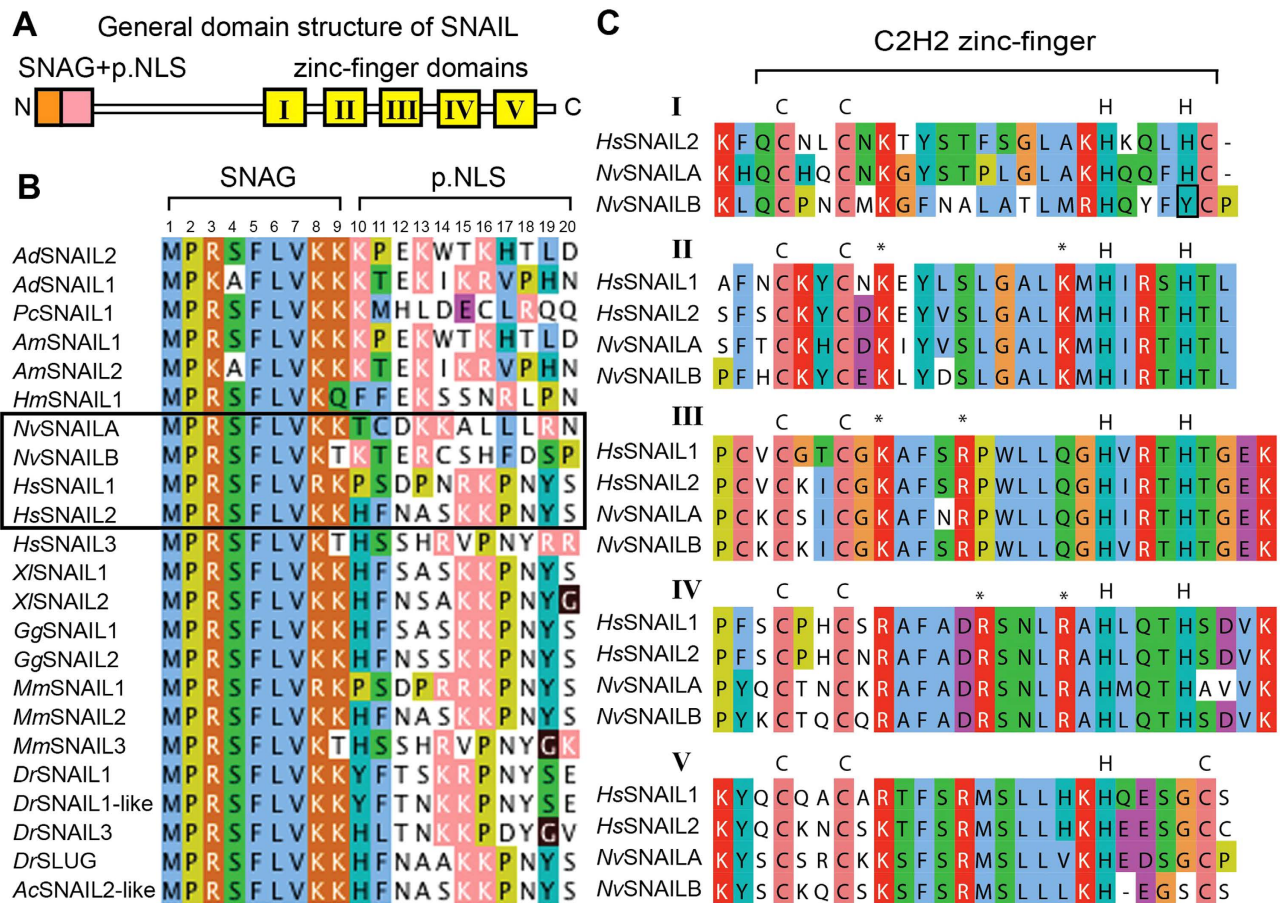 A
General domain structure of SNAIL
SNAG+p.NLS zinc-finger domains
N I II III IV V C
B
SNAG p.NLS
1 2 3 4 5 6 7 8 9 10 11 12 13 14 15 16 17 18 19 20
AdSNAIL2 MPRSFLVKKKPEKWTKHTLD
AdSNAIL1 MPKAFLVKKKTEKIKRVPHN
PcSNAIL1 MPRSFLVKKKMHLDECLRQQ
AmSNAIL1 MPRSFLVKKKPEKWTKHTLD
AmSNAIL2 MPKAFLVKKKTEKIKRVPHN
HmSNAIL1 MPRSFLVKQFFEKSSNRLPN
NvSNAILA MPRSFLVKKTCDKKALLLRN
NvSNAILB MPRSFLVKTKTERCSHFDSP
HsSNAIL1 MPRSFLVRKPSDPNRKPNYS
HsSNAIL2 MPRSFLVKKHFNASKKPNYS
HsSNAIL3 MPRSFLVKTHSSHRVPNYRR
XlSNAIL1 MPRSFLVKKHFSASKKPNYS
XlSNAIL2 MPRSFLVKKHFNSAKKPNYG
GgSNAIL1 MPRSFLVKKHFSASKKPNYS
GgSNAIL2 MPRSFLVKKHFNSSKKPNYS
MmSNAIL1 MPRSFLVRKPSDPRRKPNYS
MmSNAIL2 MPRSFLVKKHFNASKKPNYS
MmSNAIL3 MPRSFLVKTHSSHRVPNYGK
DrSNAIL1 MPRSFLVKKYFTSKRPNYSE
DrSNAIL1-like MPRSFLVKKYFTNKKPNYSE
DrSNAIL3 MPRSFLVKKHLTNKKPDYGV
DrSLUG MPRSFLVKKHFNAAKKPNYS
AcSNAIL2-like MPRSFLVKKHFNASKKPNYS
C
C2H2 zinc-finger
I C C H H
HsSNAIL2 KFQCNLCNKTYSTFSGLAKHKQLHC-
NvSNAILA KHQCHQCNKGYSTPLGLAKHQQFHC-
NvSNAILB KLQCPNCMKGFNALATLMRHQYFYCP
II C C * * H H
HsSNAIL1 AFNCKYCNKEYLSLGALKMHIRSHTL
HsSNAIL2 SFSCKYCDKEYVSLGALKMHIRTHTL
NvSNAILA SFTCKHCDKIYVSLGALKMHIRTHTL
NvSNAILB PFHCKYCEKLYDSLGALKMHIRTHTL
III C C * * H H
HsSNAIL1 PCVCGTCGKAFSRPWLLQGHVRTHTGEK
HsSNAIL2 PCVCKICGKAFSRPWLLQGHIRTHTGEK
NvSNAILA PCKCSICGKAFNRPWLLQGHIRTHTGEK
NvSNAILB PCKCKICGKAFSRPWLLQGHVRTHTGEK
IV C C * * H H
HsSNAIL1 PFSCPHCSRAFADRSNLRAHLQTHSDVK
HsSNAIL2 PFSCPHCNRAFADRSNLRAHLQTHSDVK
NvSNAILA PYQCTNCKRAFADRSNLRAHMQTHAVVK
NvSNAILB PYKCTQCQRAFADRSNLRAHLQTHSDVK
V C C H C
HsSNAIL1 KYQCQACARTFSRMSLLHKHQESGCS
HsSNAIL2 KYQCKNCSKTFSRMSLLHKHEESGCC
NvSNAILA KYSCSRCKKSFSRMSLLVKHEDSGCP
NvSNAILB KYSCKQCSKSFSRMSLLLKH-EGSCS